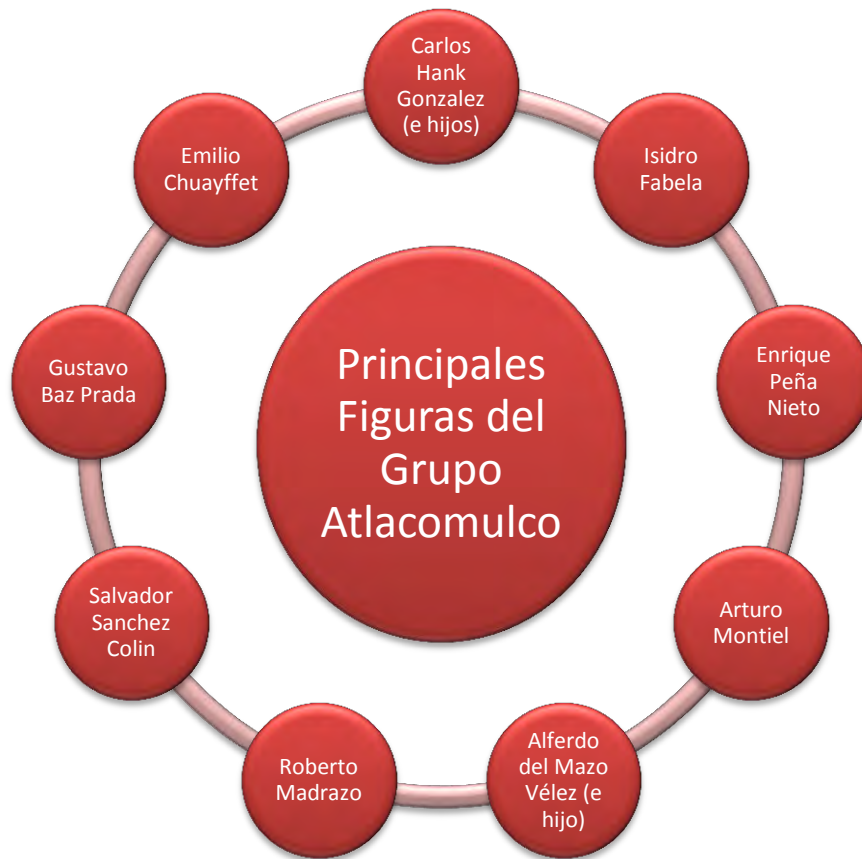 Carlos
Hank
Gonzalez
(e hijos)
Isidro
Fabela
Enrique
Peña
Nieto
Arturo
Montiel
Alferdo
del Mazo
Vélez (e
hijo)
Roberto
Madrazo
Salvador
Sanchez
Colin
Gustavo
Baz Prada
Emilio
Chuayffet
Principales
Figuras del
Grupo
Atlacomulco